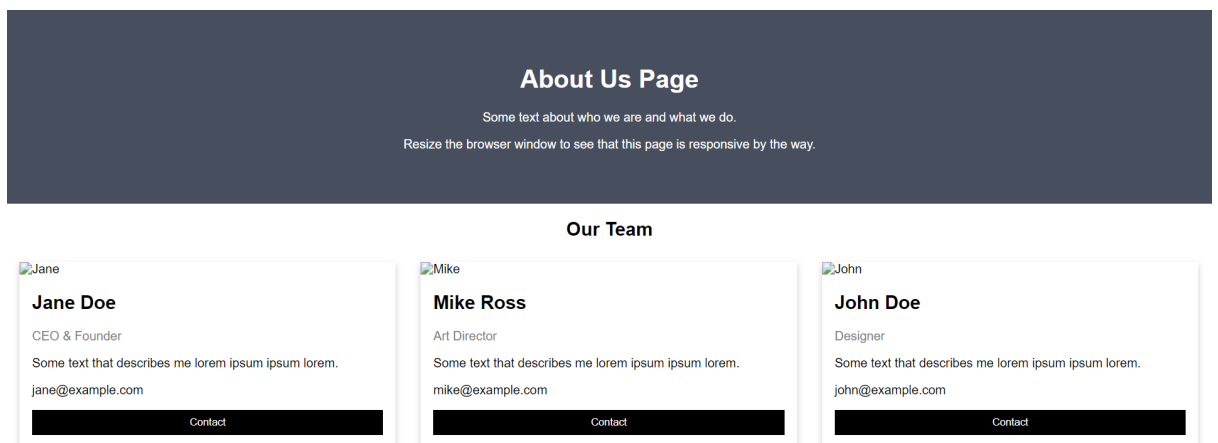 About Us Page
Some text about who we are and what we do.
Resize the browser window to see that this page is responsive by the way.
Our Team
Jane
Jane Doe
CEO & Founder
Some text that describes me lorem ipsum ipsum lorem.
jane@example.com
Contact
Mike
Mike Ross
Art Director
Some text that describes me lorem ipsum ipsum lorem.
mike@example.com
Contact
John
John Doe
Designer
Some text that describes me lorem ipsum ipsum lorem.
john@example.com
Contact